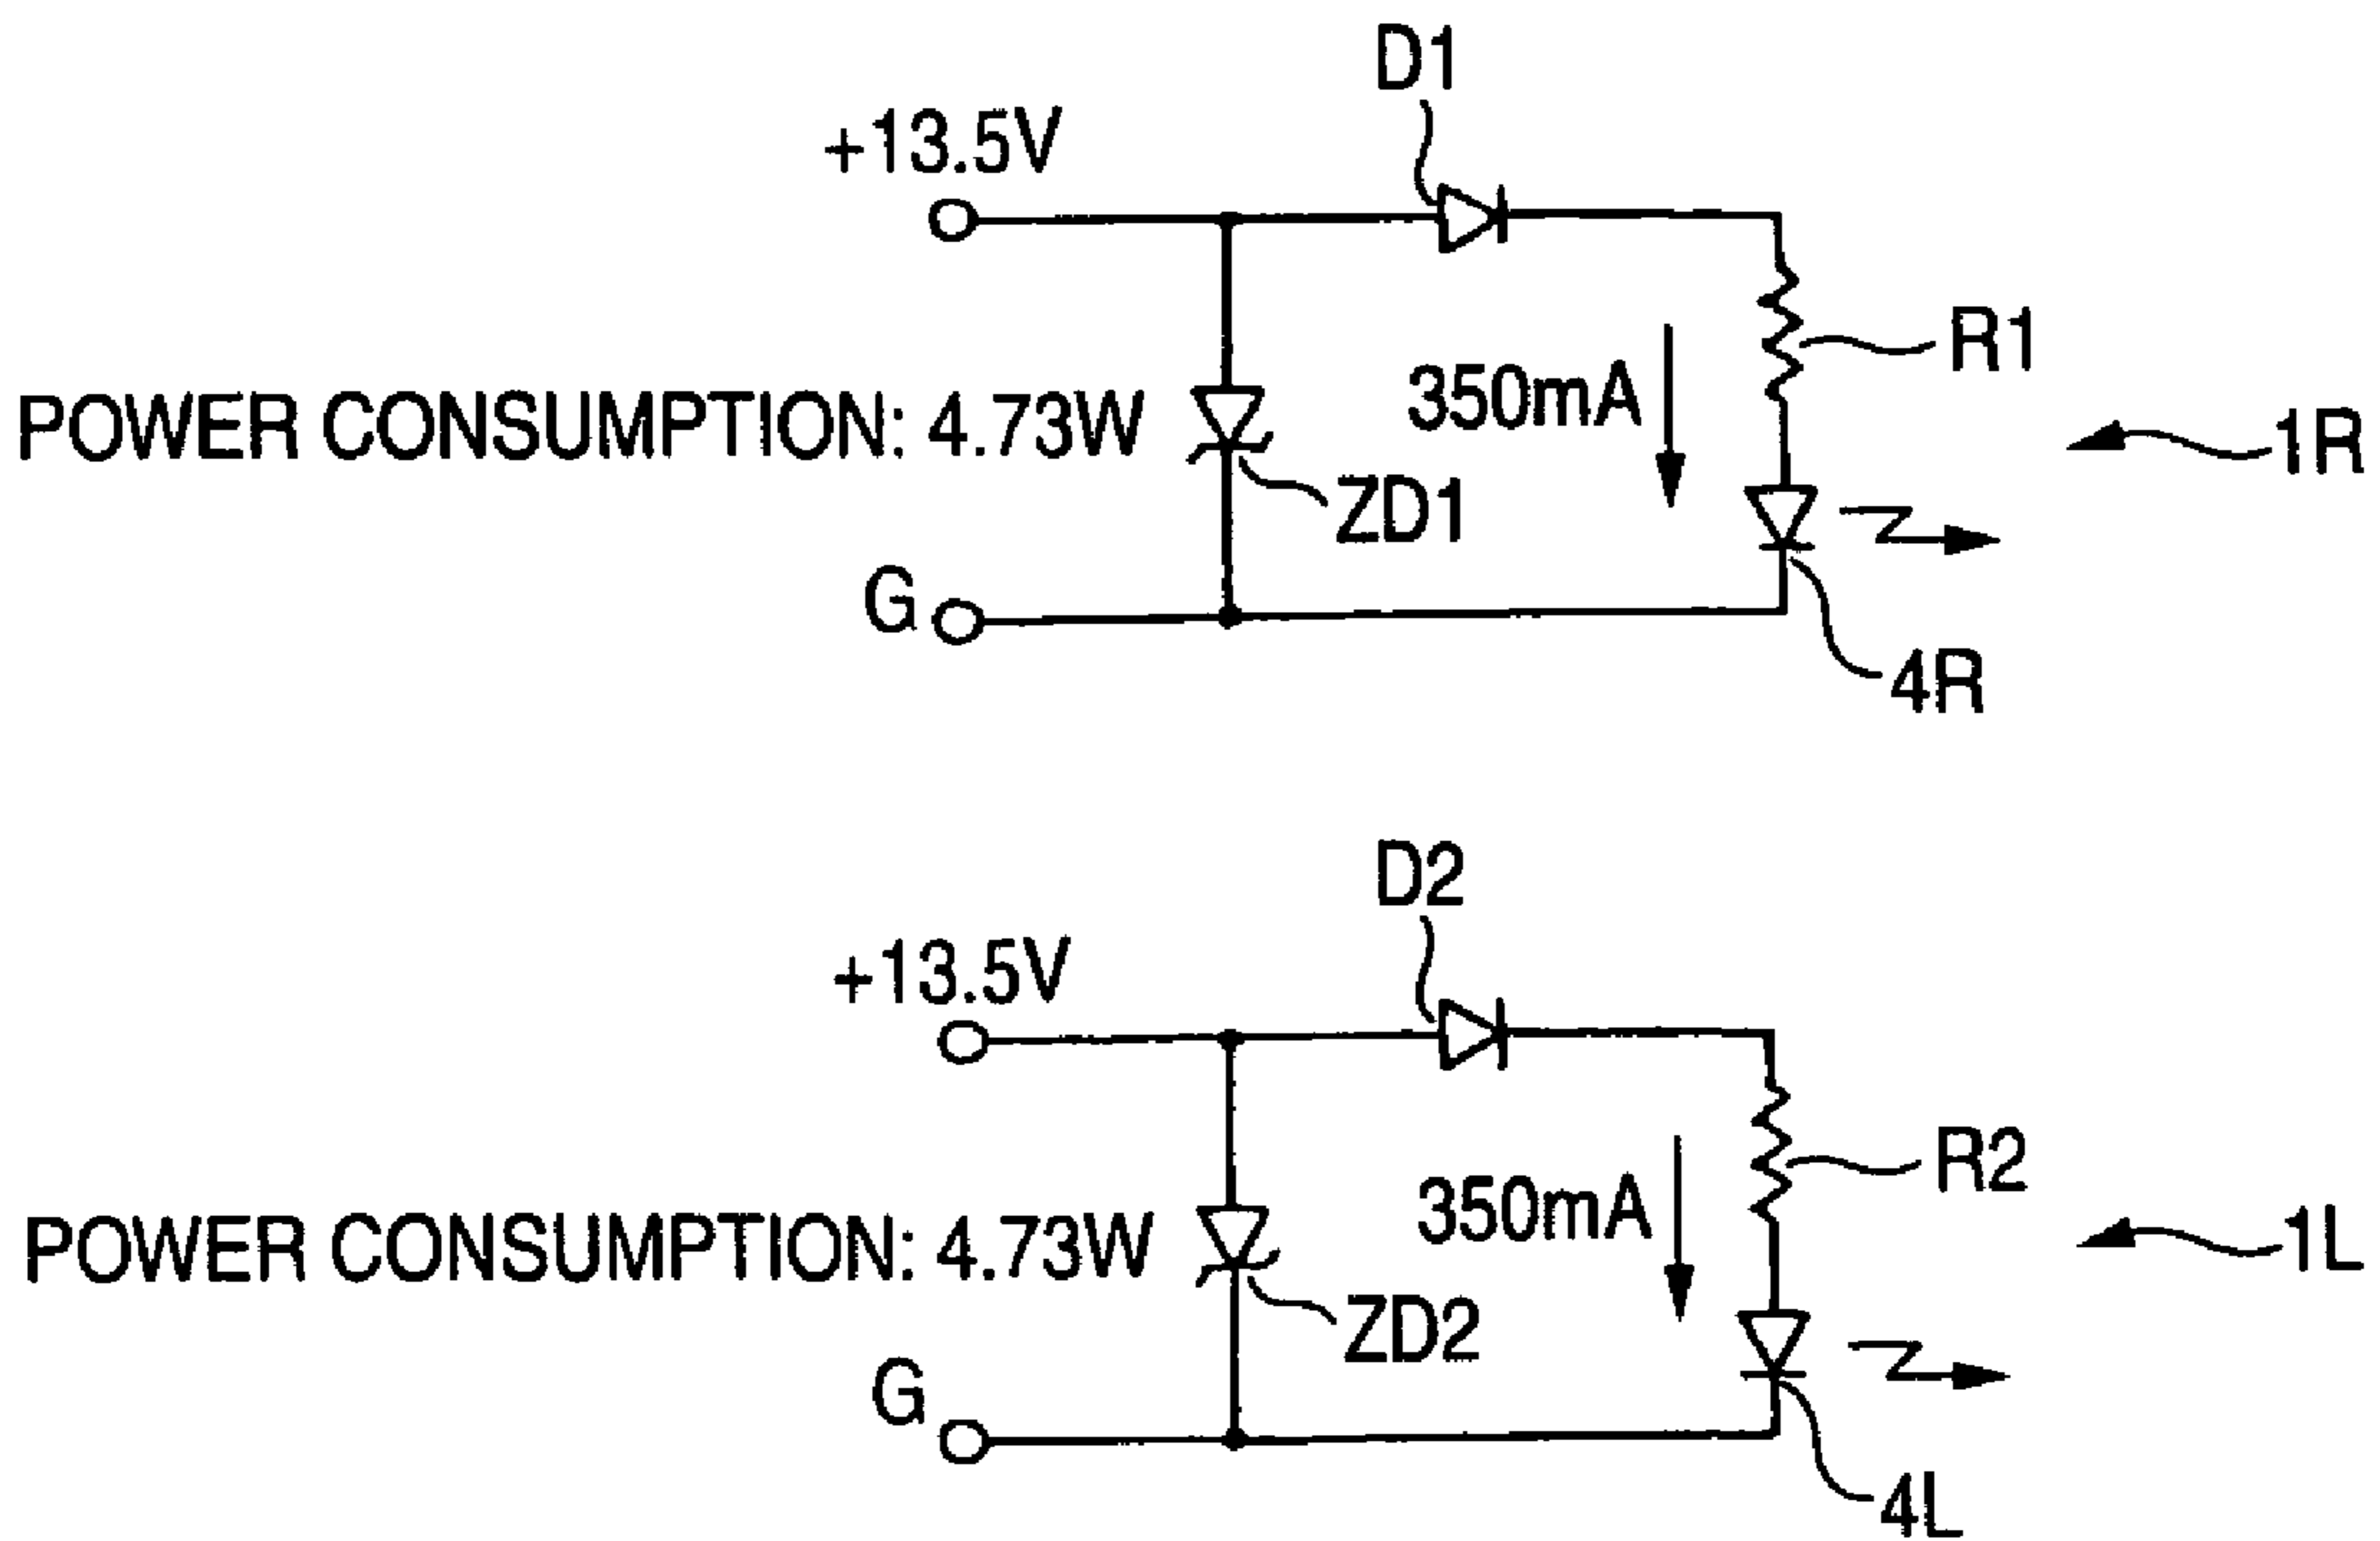 D1
+13.5V
R1
350mA
POWER CONSUMPTION: 4.73W
1R
ZD1
G
4R
D2
+13.5V
R2
350mA
POWER CONSUMPTION: 4.73W
1L
ZD2
G
4L